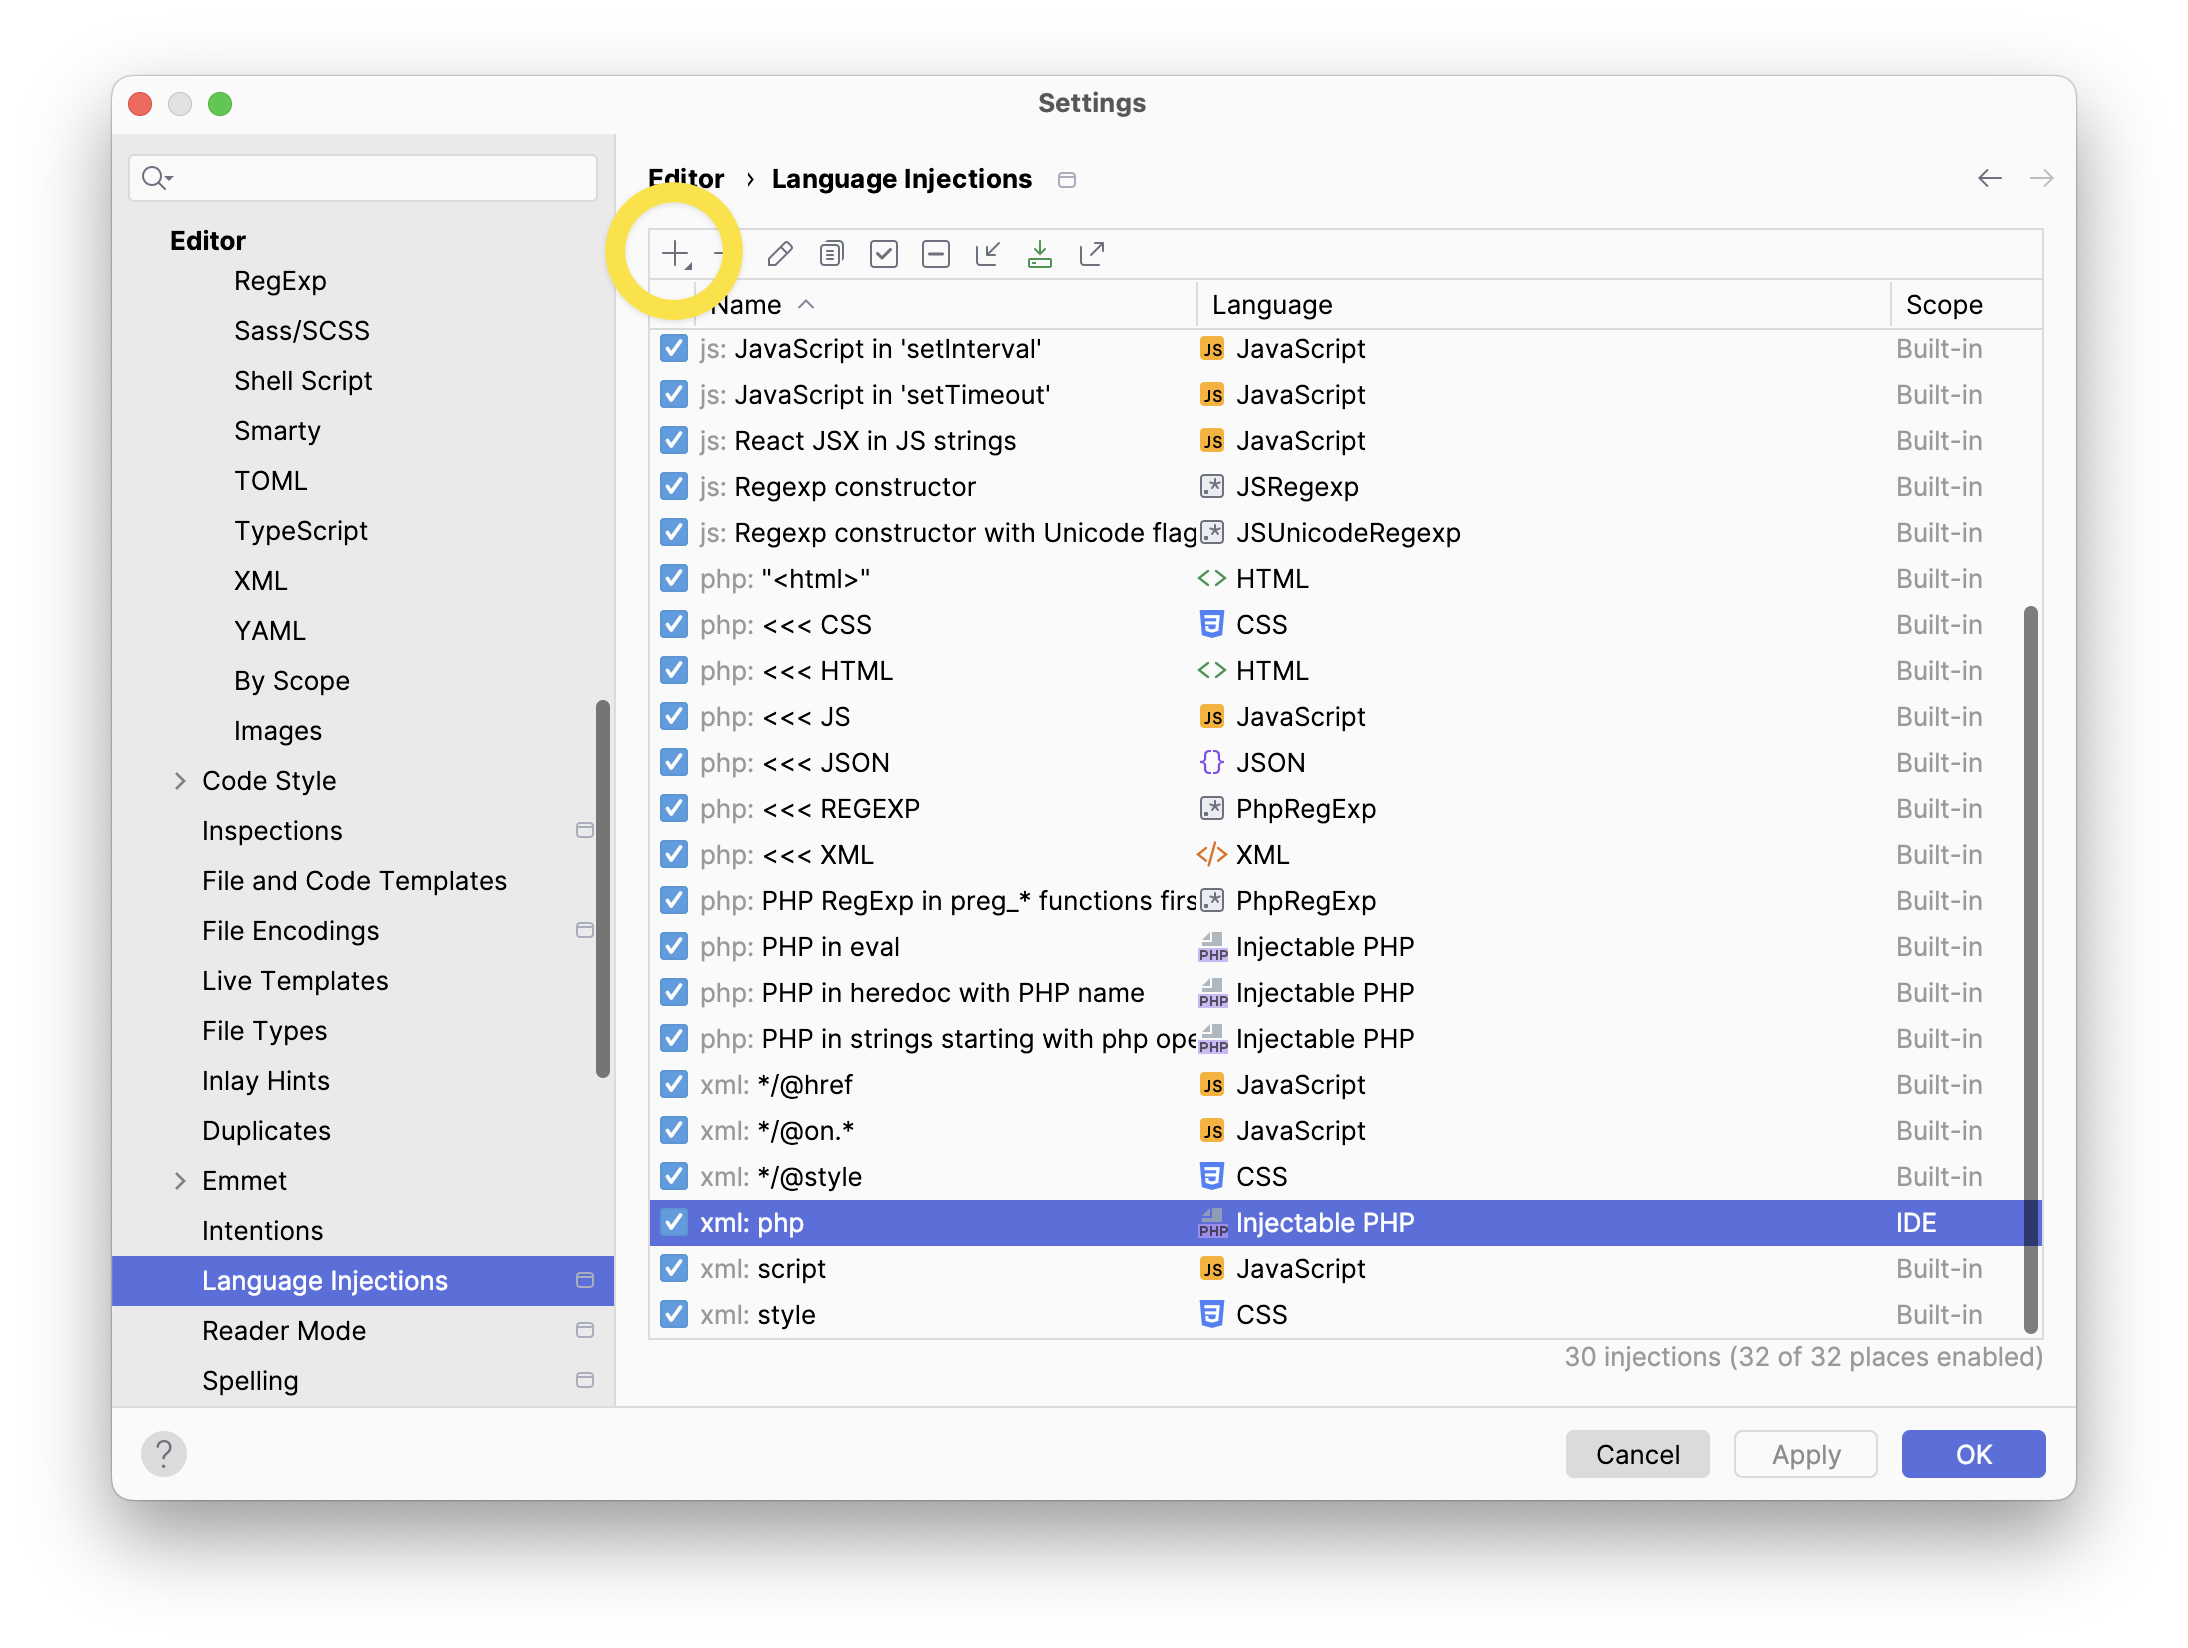 Settings
Editor
RegExp
Sass/SCSS
Shell Script
Smarty
TOML
TypeScript
XML
YAML
By Scope
Images
Code Style
Inspections
File and Code Templates
File Encodings
Live Templates
File Types
Inlay Hints
Duplicates
Emmet
Intentions
Language Injections
Reader Mode
Spelling
Editor › Language Injections
Name Language Scope
js: JavaScript in 'setInterval' JS JavaScript Built-in
js: JavaScript in 'setTimeout' JS JavaScript Built-in
js: React JSX in JS strings JS JavaScript Built-in
js: Regexp constructor .* JSRegexp Built-in
js: Regexp constructor with Unicode flag .* JSUnicodeRegexp Built-in
php: "<html>" <> HTML Built-in
php: <<< CSS CSS Built-in
php: <<< HTML <> HTML Built-in
php: <<< JS JS JavaScript Built-in
php: <<< JSON {} JSON Built-in
php: <<< REGEXP .* PhpRegExp Built-in
php: <<< XML </> XML Built-in
php: PHP RegExp in preg_* functions firs .* PhpRegExp Built-in
php: PHP in eval PHP Injectable PHP Built-in
php: PHP in heredoc with PHP name PHP Injectable PHP Built-in
php: PHP in strings starting with php ope PHP Injectable PHP Built-in
xml: */@href JS JavaScript Built-in
xml: */@on.* JS JavaScript Built-in
xml: */@style CSS Built-in
xml: php PHP Injectable PHP IDE
xml: script JS JavaScript Built-in
xml: style CSS Built-in
30 injections (32 of 32 places enabled)
? Cancel Apply OK